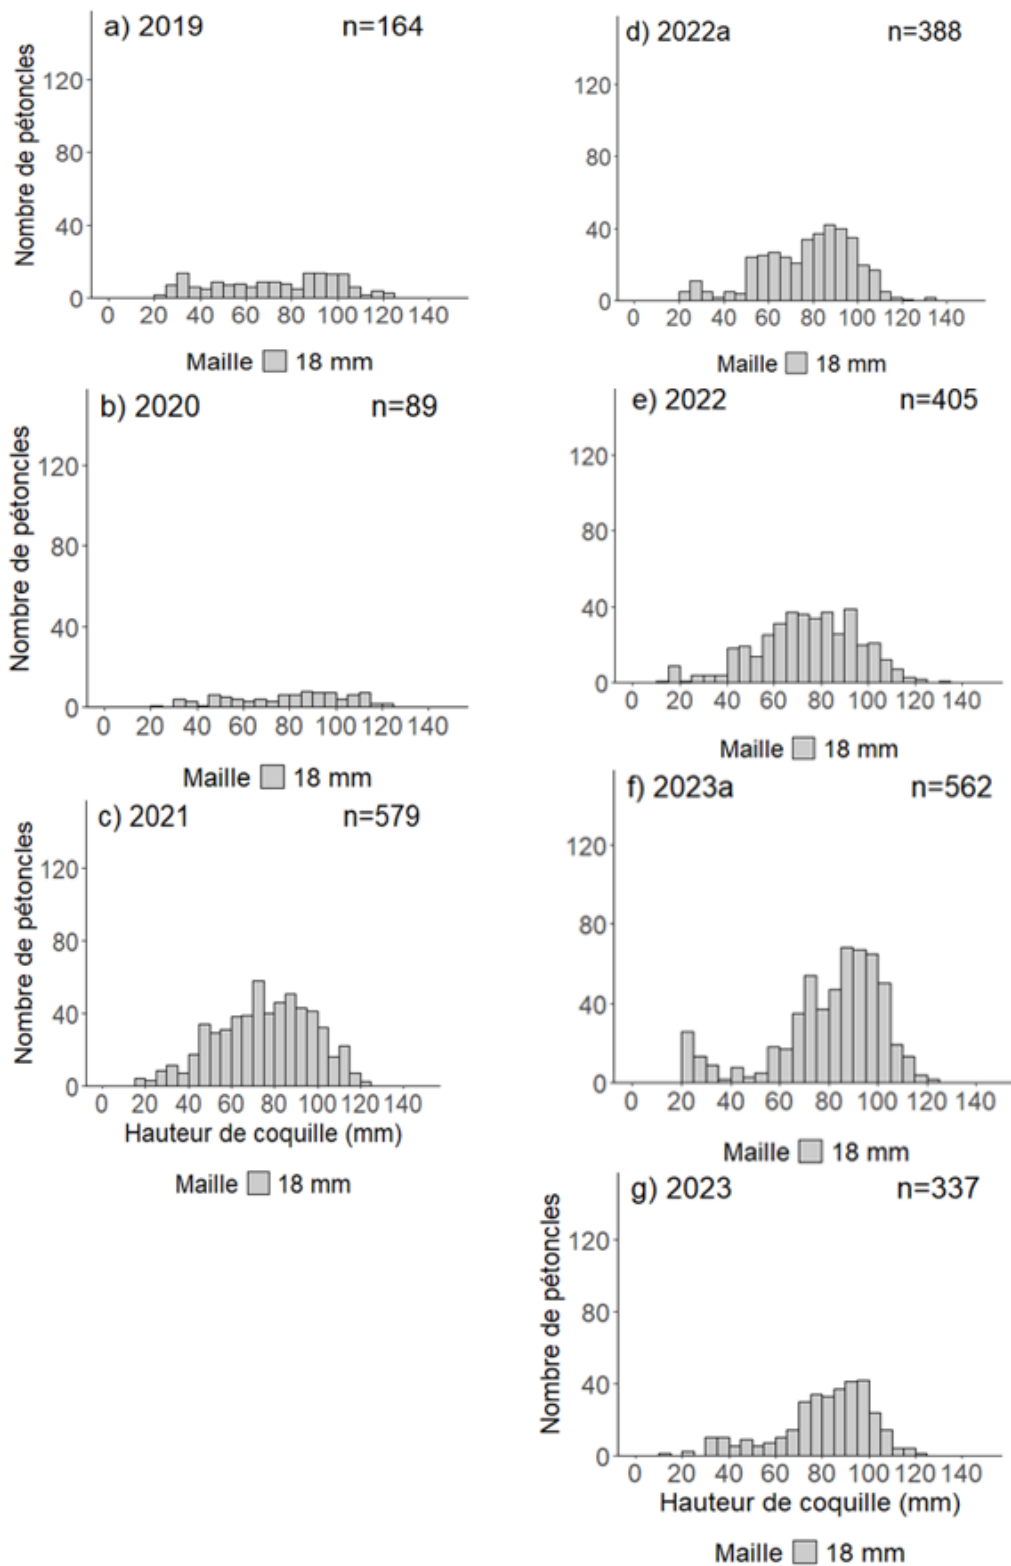 a) 2019 n=164
Nombre de pétoncles
120
80
40
0
0 20 40 60 80 100 120 140
Maille 18 mm
b) 2020 n=89
Nombre de pétoncles
120
80
40
0
0 20 40 60 80 100 120 140
Maille 18 mm
c) 2021 n=579
Nombre de pétoncles
120
80
40
0
0 20 40 60 80 100 120 140
Hauteur de coquille (mm)
Maille 18 mm
d) 2022a n=388
120
80
40
0
0 20 40 60 80 100 120 140
Maille 18 mm
e) 2022 n=405
120
80
40
0
0 20 40 60 80 100 120 140
Maille 18 mm
f) 2023a n=562
120
80
40
0
0 20 40 60 80 100 120 140
Maille 18 mm
g) 2023 n=337
Nombre de pétoncles
120
80
40
0
0 20 40 60 80 100 120 140
Hauteur de coquille (mm)
Maille 18 mm